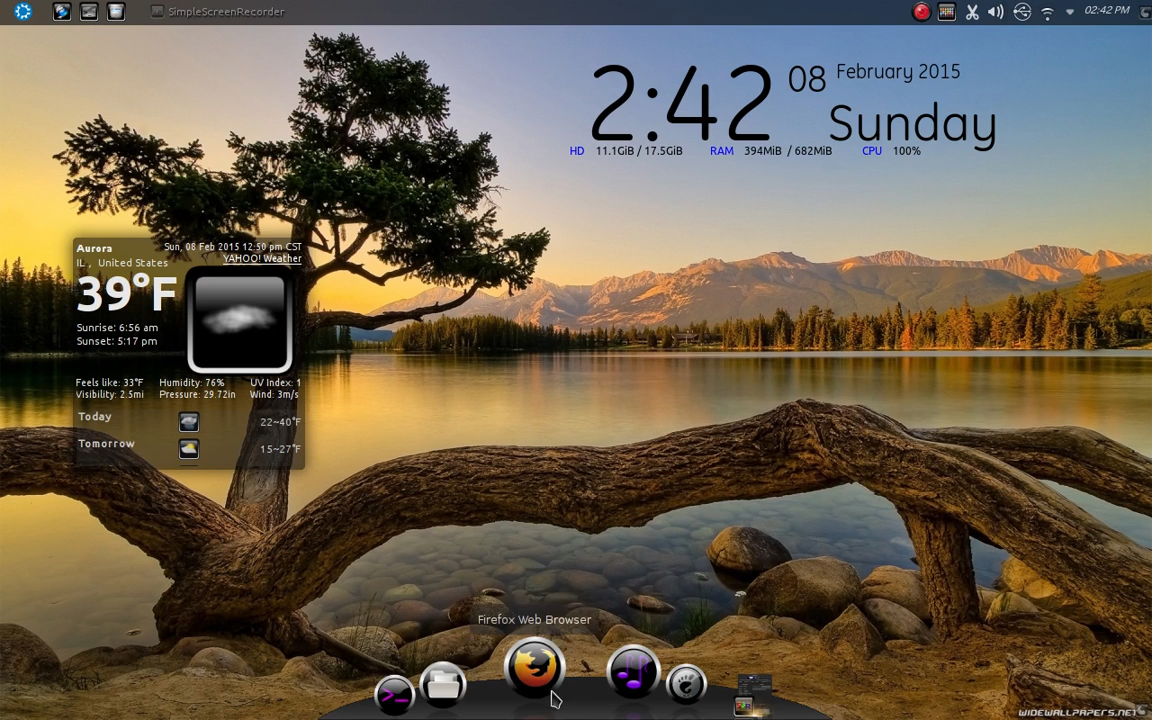 SimpleScreenRecorder
02:42 PM
2:42 08 February 2015
Sunday
HD 11.1GiB / 17.5GiB RAM 394MiB / 682MiB CPU 100%
Aurora Sun, 08 Feb 2015 12:50 pm CST
IL , United States YAHOO! Weather
39°F
Sunrise: 6:56 am
Sunset: 5:17 pm
Feels like: 33°F Humidity: 76% UV Index: 1
Visibility: 2.5mi Pressure: 29.72in Wind: 3m/s
Today 22~40°F
Tomorrow 15~27°F
Firefox Web Browser
>_
WIDEWALLPAPERS.NET